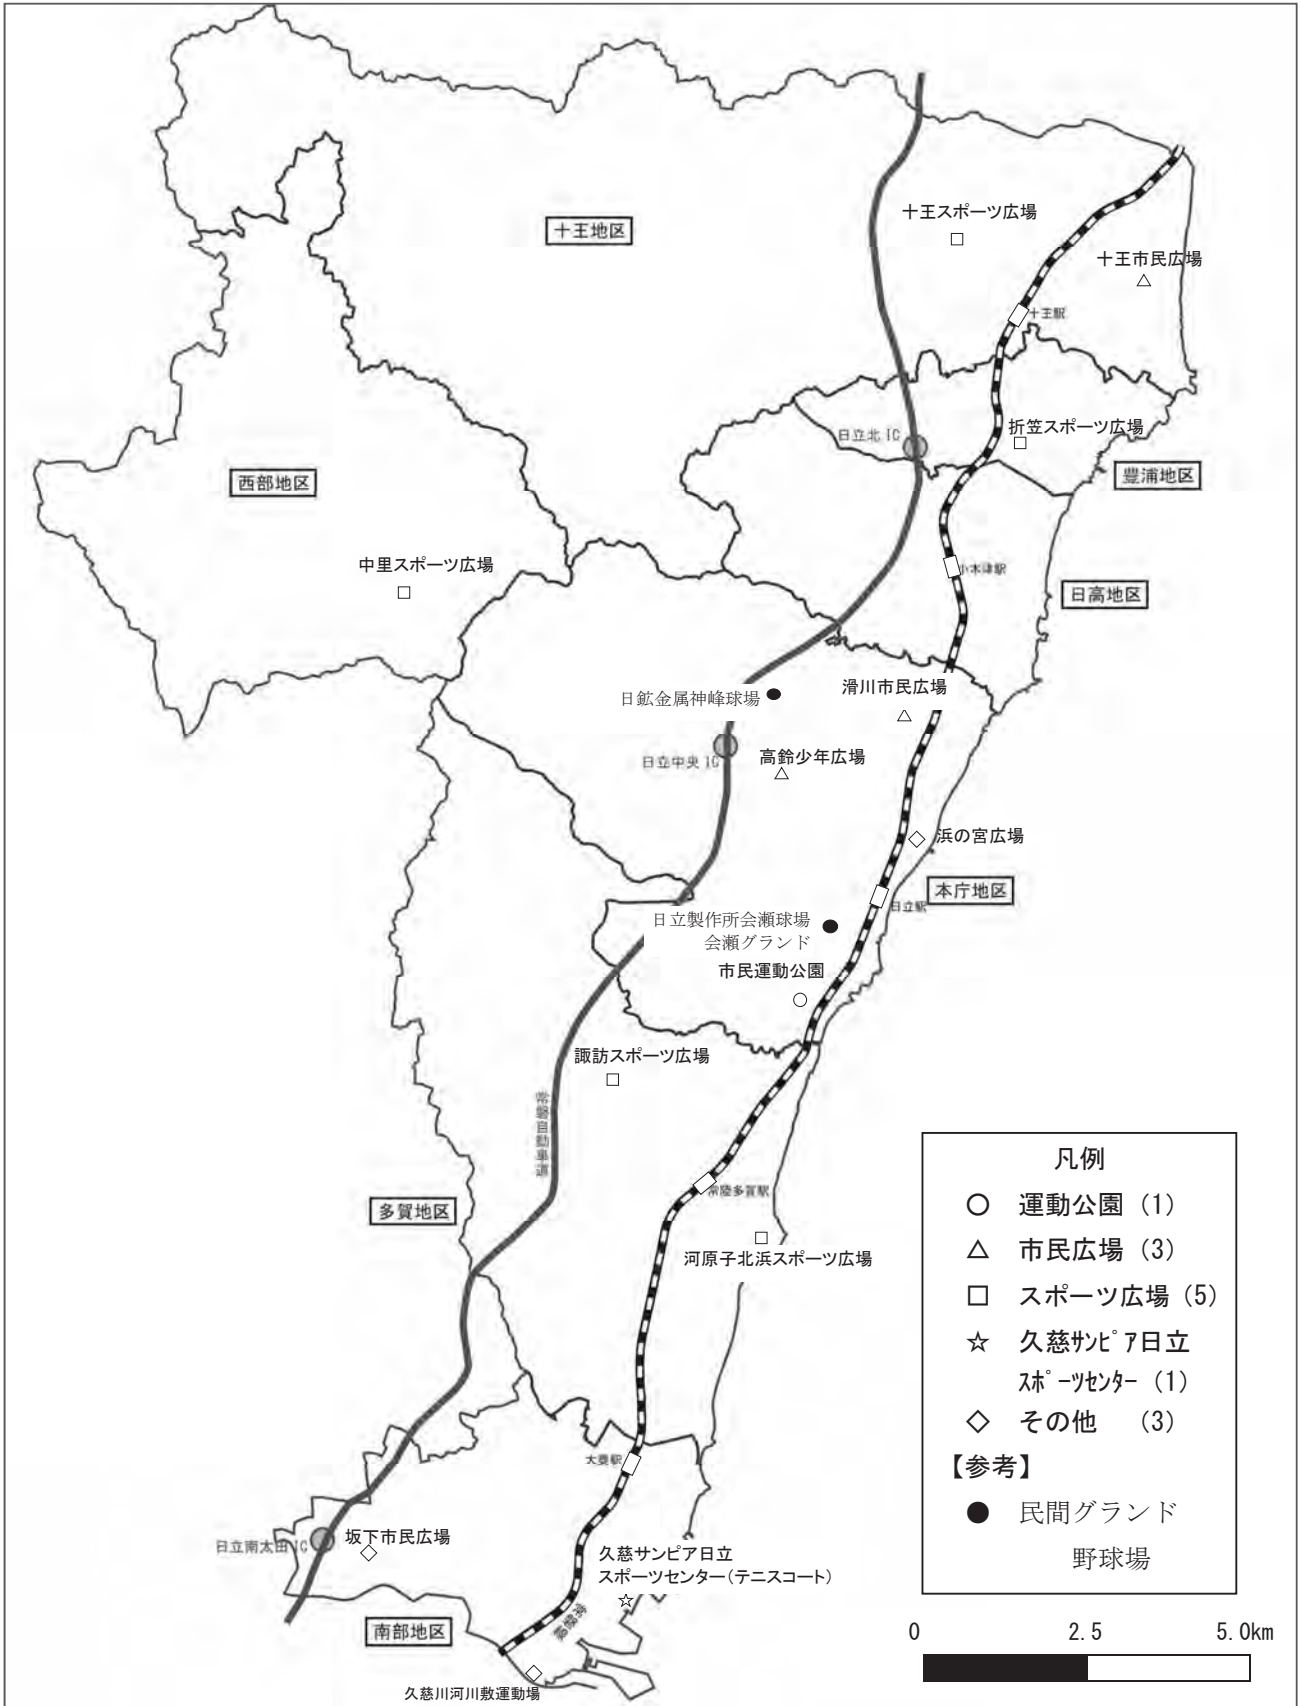 十王スポーツ広場
十王地区
十王市民広場
十王駅
折笠スポーツ広場
日立北IC
豊浦地区
西部地区
中里スポーツ広場
小木津駅
日高地区
滑川市民広場
日鉱金属神峰球場
高鈴少年広場
日立中央IC
浜の宮広場
本庁地区
日立駅
日立製作所会瀬球場
会瀬グランド
市民運動公園
諏訪スポーツ広場
常磐自動車道
常陸多賀駅
多賀地区
河原子北浜スポーツ広場
大甕駅
坂下市民広場
日立南太田IC
久慈サンピア日立
スポーツセンター(テニスコート)
常磐線
南部地区
久慈川河川敷運動場
凡例
○ 運動公園 (1)
△ 市民広場 (3)
□ スポーツ広場 (5)
☆ 久慈サンピア日立
スポーツセンター (1)
◇ その他 (3)
【参考】
● 民間グランド
野球場
0 2.5 5.0km